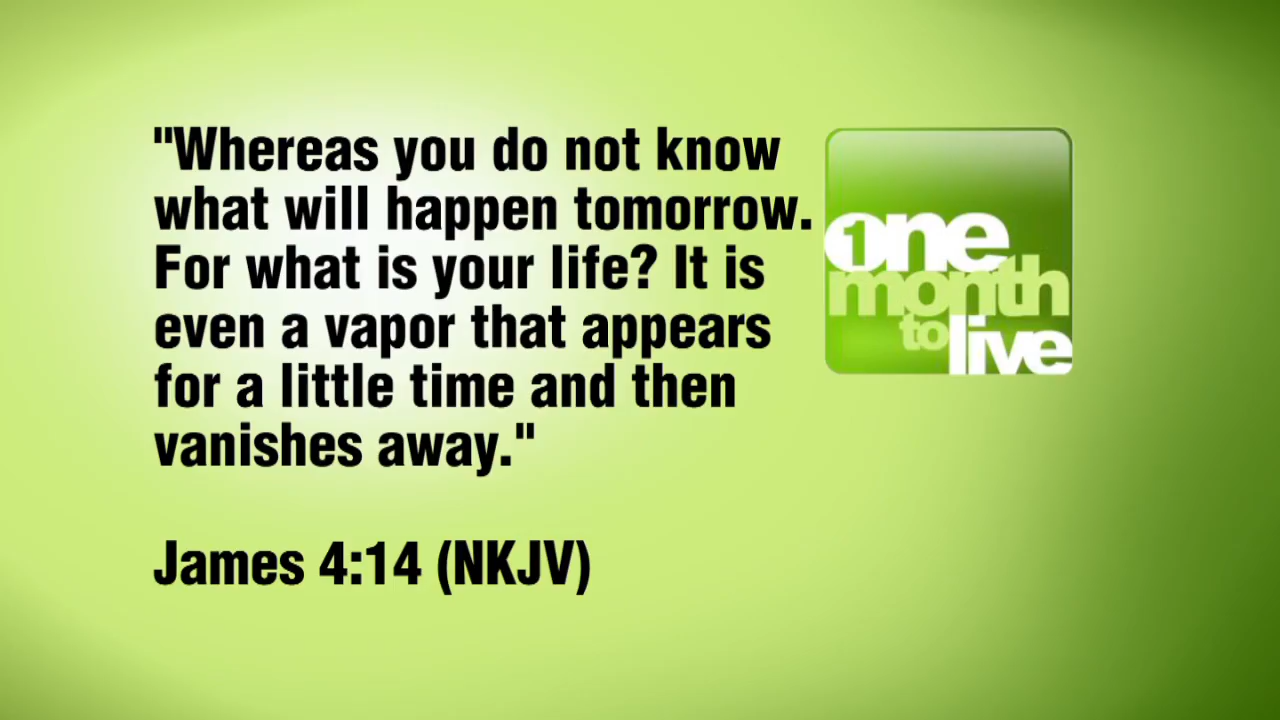 "Whereas you do not know
what will happen tomorrow.
For what is your life? It is
even a vapor that appears
for a little time and then
vanishes away."
James 4:14 (NKJV)
1
one
month
to live